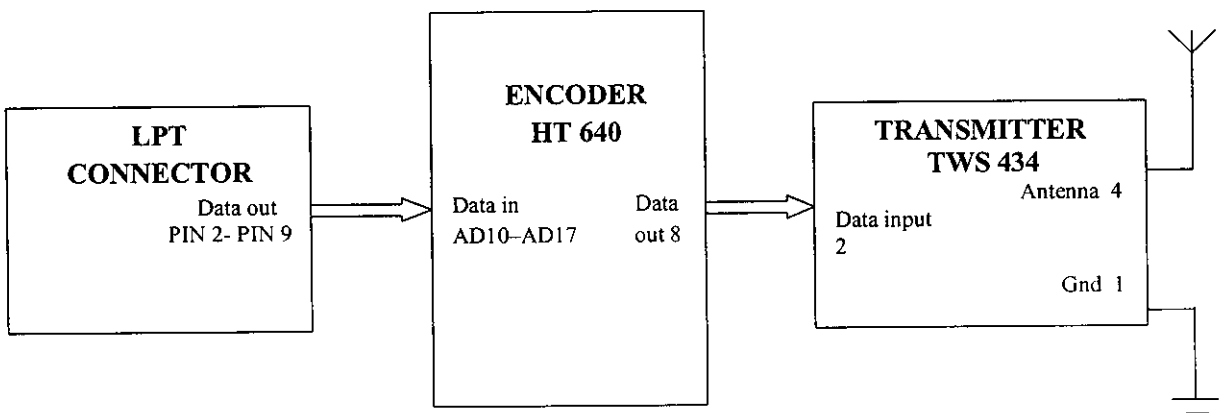 LPT
CONNECTOR
Data out
PIN 2- PIN 9
ENCODER
HT 640
Data in
AD10–AD17
Data
out 8
TRANSMITTER
TWS 434
Antenna 4
Data input
2
Gnd 1